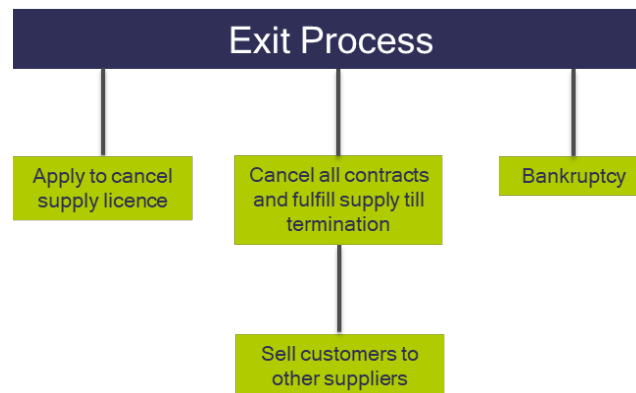 Exit Process
Apply to cancel
supply licence
Cancel all contracts
and fulfill supply till
termination
Bankruptcy
Sell customers to
other suppliers